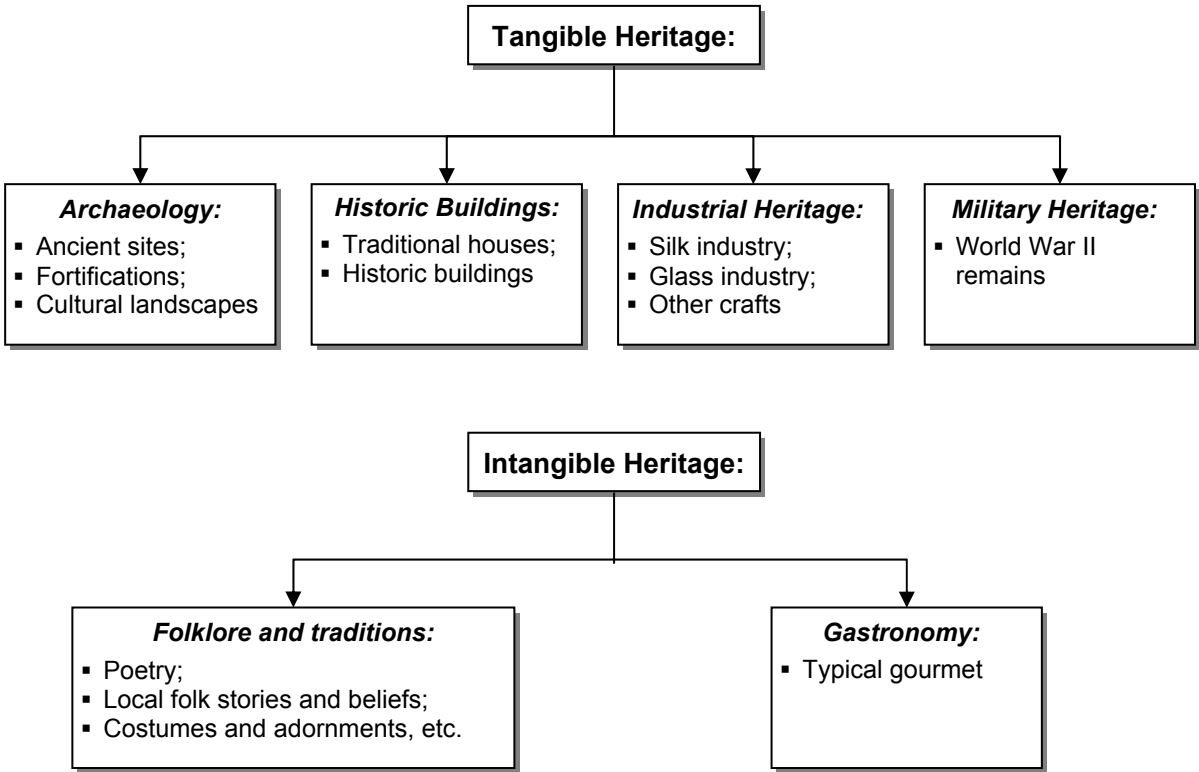 Tangible Heritage:
Archaeology:
▪ Ancient sites;
▪ Fortifications;
▪ Cultural landscapes
Historic Buildings:
▪ Traditional houses;
▪ Historic buildings
Industrial Heritage:
▪ Silk industry;
▪ Glass industry;
▪ Other crafts
Military Heritage:
▪ World War II
remains
Intangible Heritage:
Folklore and traditions:
▪ Poetry;
▪ Local folk stories and beliefs;
▪ Costumes and adornments, etc.
Gastronomy:
▪ Typical gourmet